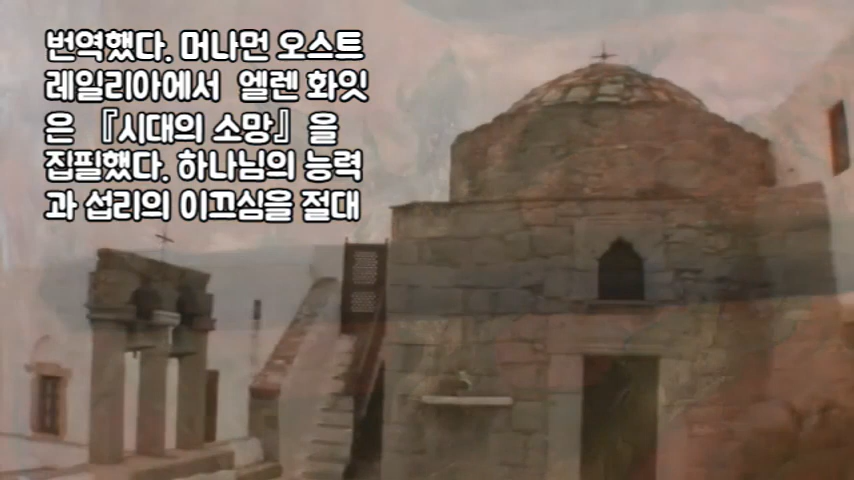 번역했다. 머나먼 오스트
레일리아에서 엘렌 화잇
은 『시대의 소망』 을
집필했다. 하나님의 능력
과 섭리의 이끄심을 절대